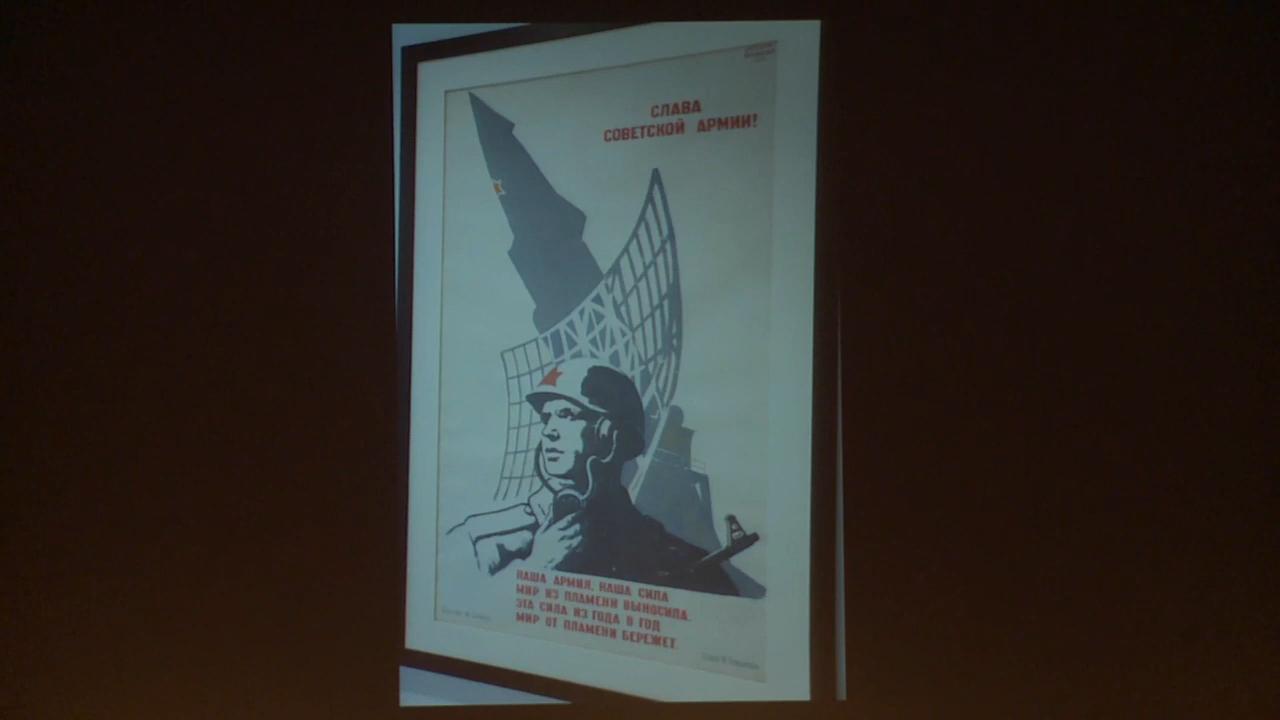 СЛАВА
СОВЕТСКОЙ АРМИИ!
НАША АРМИЯ, НАША СИЛА
МИР ИЗ ПЛАМЕНИ ВЫНОСИЛА.
ЭТА СИЛА ИЗ ГОДА В ГОД
МИР ОТ ПЛАМЕНИ БЕРЕЖЕТ.